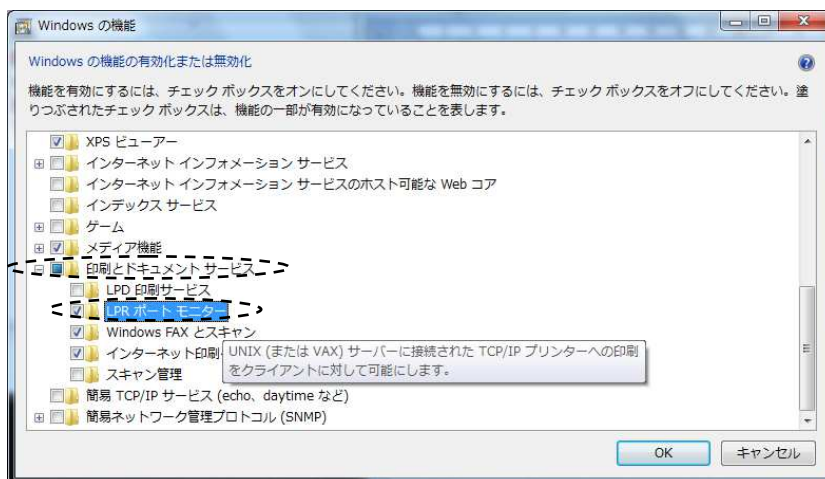 Windows の機能
Windows の機能の有効化または無効化
機能を有効にするには、チェック ボックスをオンにしてください。機能を無効にするには、チェック ボックスをオフにしてください。塗
りつぶされたチェック ボックスは、機能の一部が有効になっていることを表します。
XPS ビューアー
インターネット インフォメーション サービス
インターネット インフォメーション サービスのホスト可能な Web コア
インデックス サービス
ゲーム
メディア機能
印刷とドキュメント サービス
LPD 印刷サービス
LPR ポート モニター
Windows FAX とスキャン
インターネット印刷
UNIX (または VAX) サーバーに接続された TCP/IP プリンターへの印刷
をクライアントに対して可能にします。
スキャン管理
簡易 TCP/IP サービス (echo、daytime など)
簡易ネットワーク管理プロトコル (SNMP)
OK
キャンセル